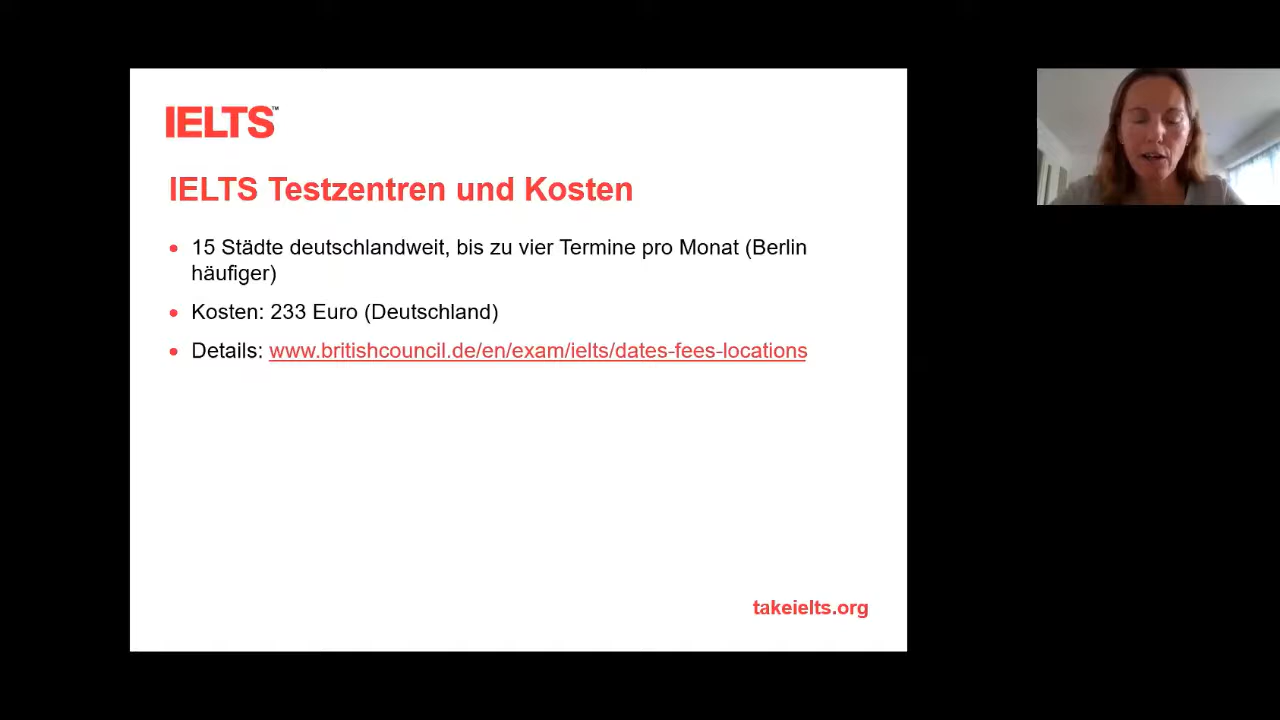 IELTS™
IELTS Testzentren und Kosten
• 15 Städte deutschlandweit, bis zu vier Termine pro Monat (Berlin
häufiger)
• Kosten: 233 Euro (Deutschland)
• Details: www.britishcouncil.de/en/exam/ielts/dates-fees-locations
takeielts.org